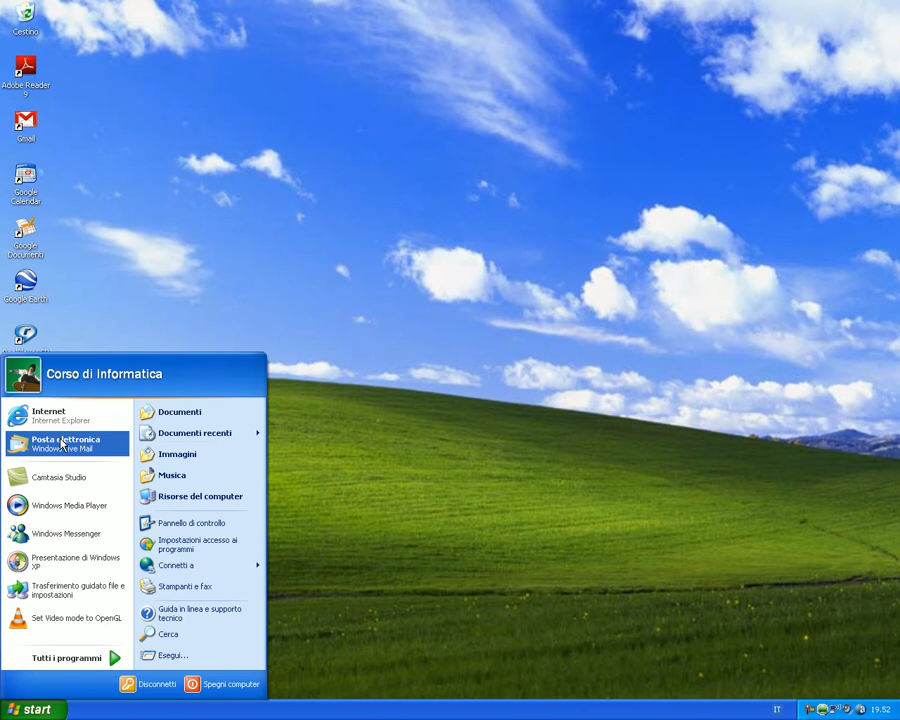 Cestino
Adobe Reader
9
Gmail
Google
Calendar
Google
Documenti
Google Earth
Corso di Informatica
Internet
Internet Explorer
Posta elettronica
Windows Live Mail
Camtasia Studio
Windows Media Player
Windows Messenger
Presentazione di Windows
XP
Trasferimento guidato file e
impostazioni
Set Video mode to OpenGL
Tutti i programmi
Documenti
Documenti recenti
Immagini
Musica
Risorse del computer
Pannello di controllo
Impostazioni accesso ai
programmi
Connetti a
Stampanti e fax
Guida in linea e supporto
tecnico
Cerca
Esegui...
Disconnetti
Spegni computer
start
IT
19.52